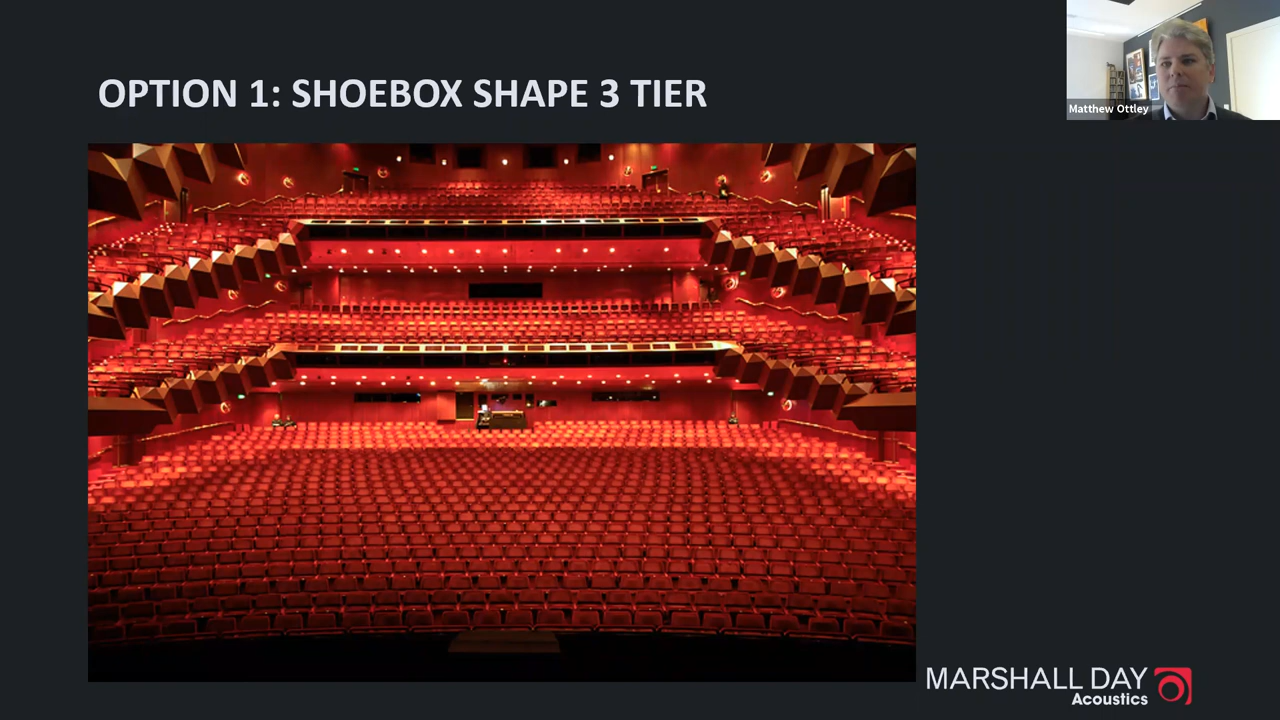 OPTION 1: SHOEBOX SHAPE 3 TIER
Matthew Ottley
MARSHALL DAY
Acoustics